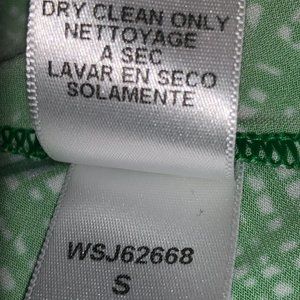 DRY CLEAN ONLY
NETTOYAGE
A SEC
LAVAR EN SECO
SOLAMENTE
WSJ62668
S